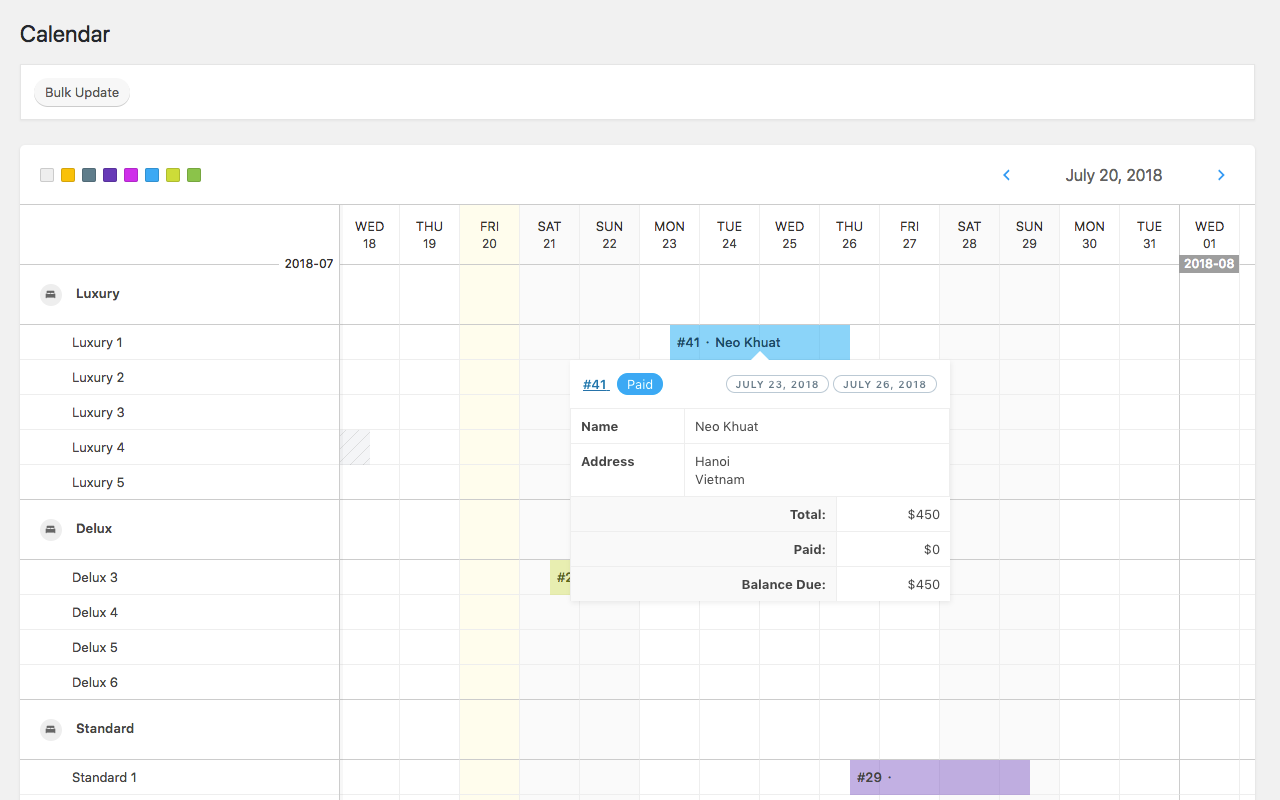 Calendar
Bulk Update
July 20, 2018
WED THU FRI SAT SUN MON TUE WED THU FRI SAT SUN MON TUE WED
18 19 20 21 22 23 24 25 26 27 28 29 30 31 01
2018-07 2018-08
Luxury
Luxury 1 #41 · Neo Khuat
Luxury 2
#41 Paid JULY 23, 2018 JULY 26, 2018
Luxury 3
Name Neo Khuat
Luxury 4
Address Hanoi
Vietnam
Luxury 5
Total: $450
Delux
Paid: $0
Delux 3 #2
Balance Due: $450
Delux 4
Delux 5
Delux 6
Standard
Standard 1 #29 ·